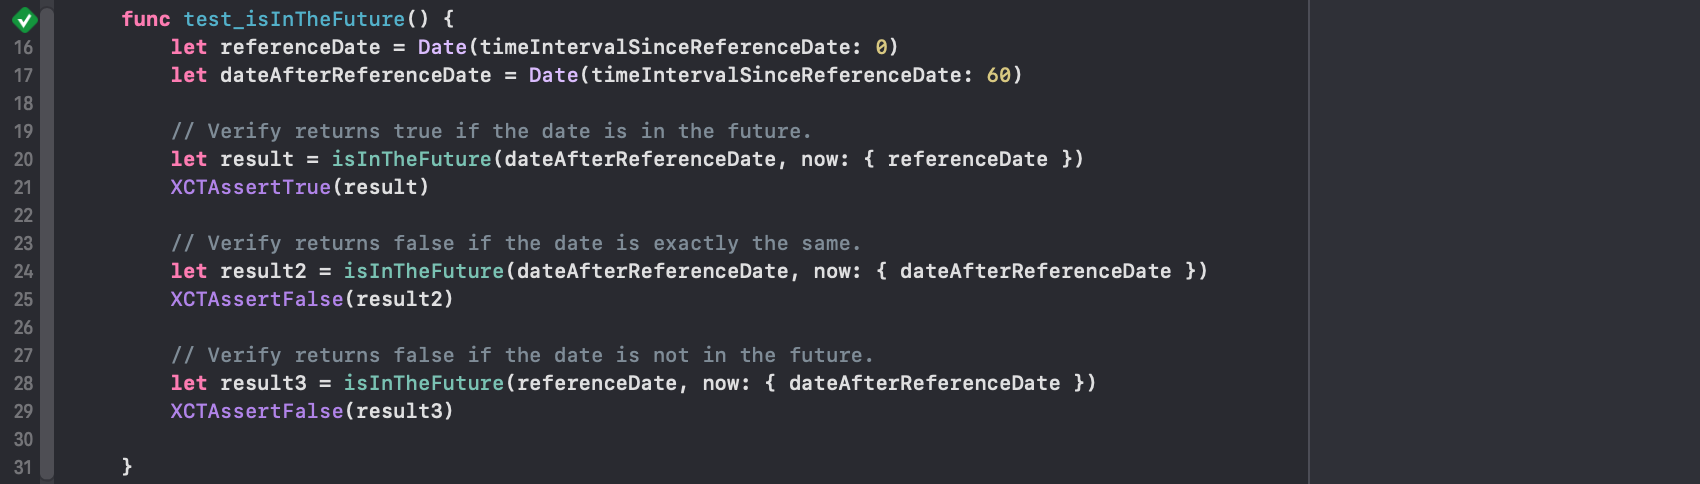 func test_isInTheFuture() {
16 let referenceDate = Date(timeIntervalSinceReferenceDate: 0)
17 let dateAfterReferenceDate = Date(timeIntervalSinceReferenceDate: 60)
18
19 // Verify returns true if the date is in the future.
20 let result = isInTheFuture(dateAfterReferenceDate, now: { referenceDate })
21 XCTAssertTrue(result)
22
23 // Verify returns false if the date is exactly the same.
24 let result2 = isInTheFuture(dateAfterReferenceDate, now: { dateAfterReferenceDate })
25 XCTAssertFalse(result2)
26
27 // Verify returns false if the date is not in the future.
28 let result3 = isInTheFuture(referenceDate, now: { dateAfterReferenceDate })
29 XCTAssertFalse(result3)
30
31 }